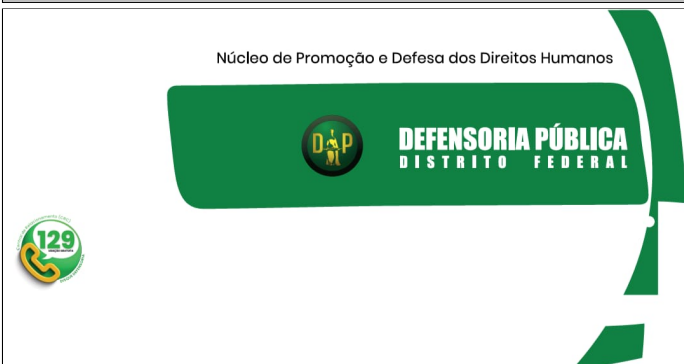 Núcleo de Promoção e Defesa dos Direitos Humanos
DP
DEFENSORIA PÚBLICA
DISTRITO FEDERAL
129